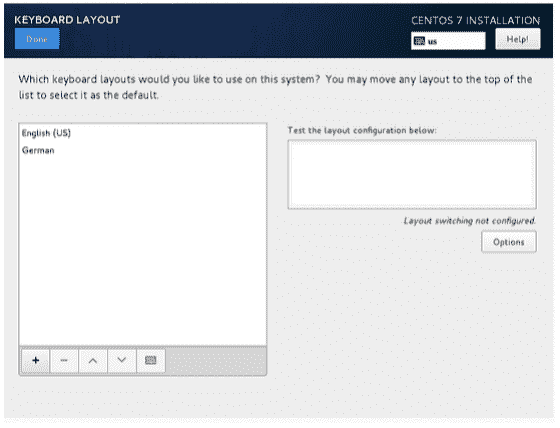 KEYBOARD LAYOUT
CENTOS 7 INSTALLATION
Done
us
Help!
Which keyboard layouts would you like to use on this system? You may move any layout to the top of the
list to select it as the default.
English (US)
German
Test the layout configuration below:
Layout switching not configured.
Options